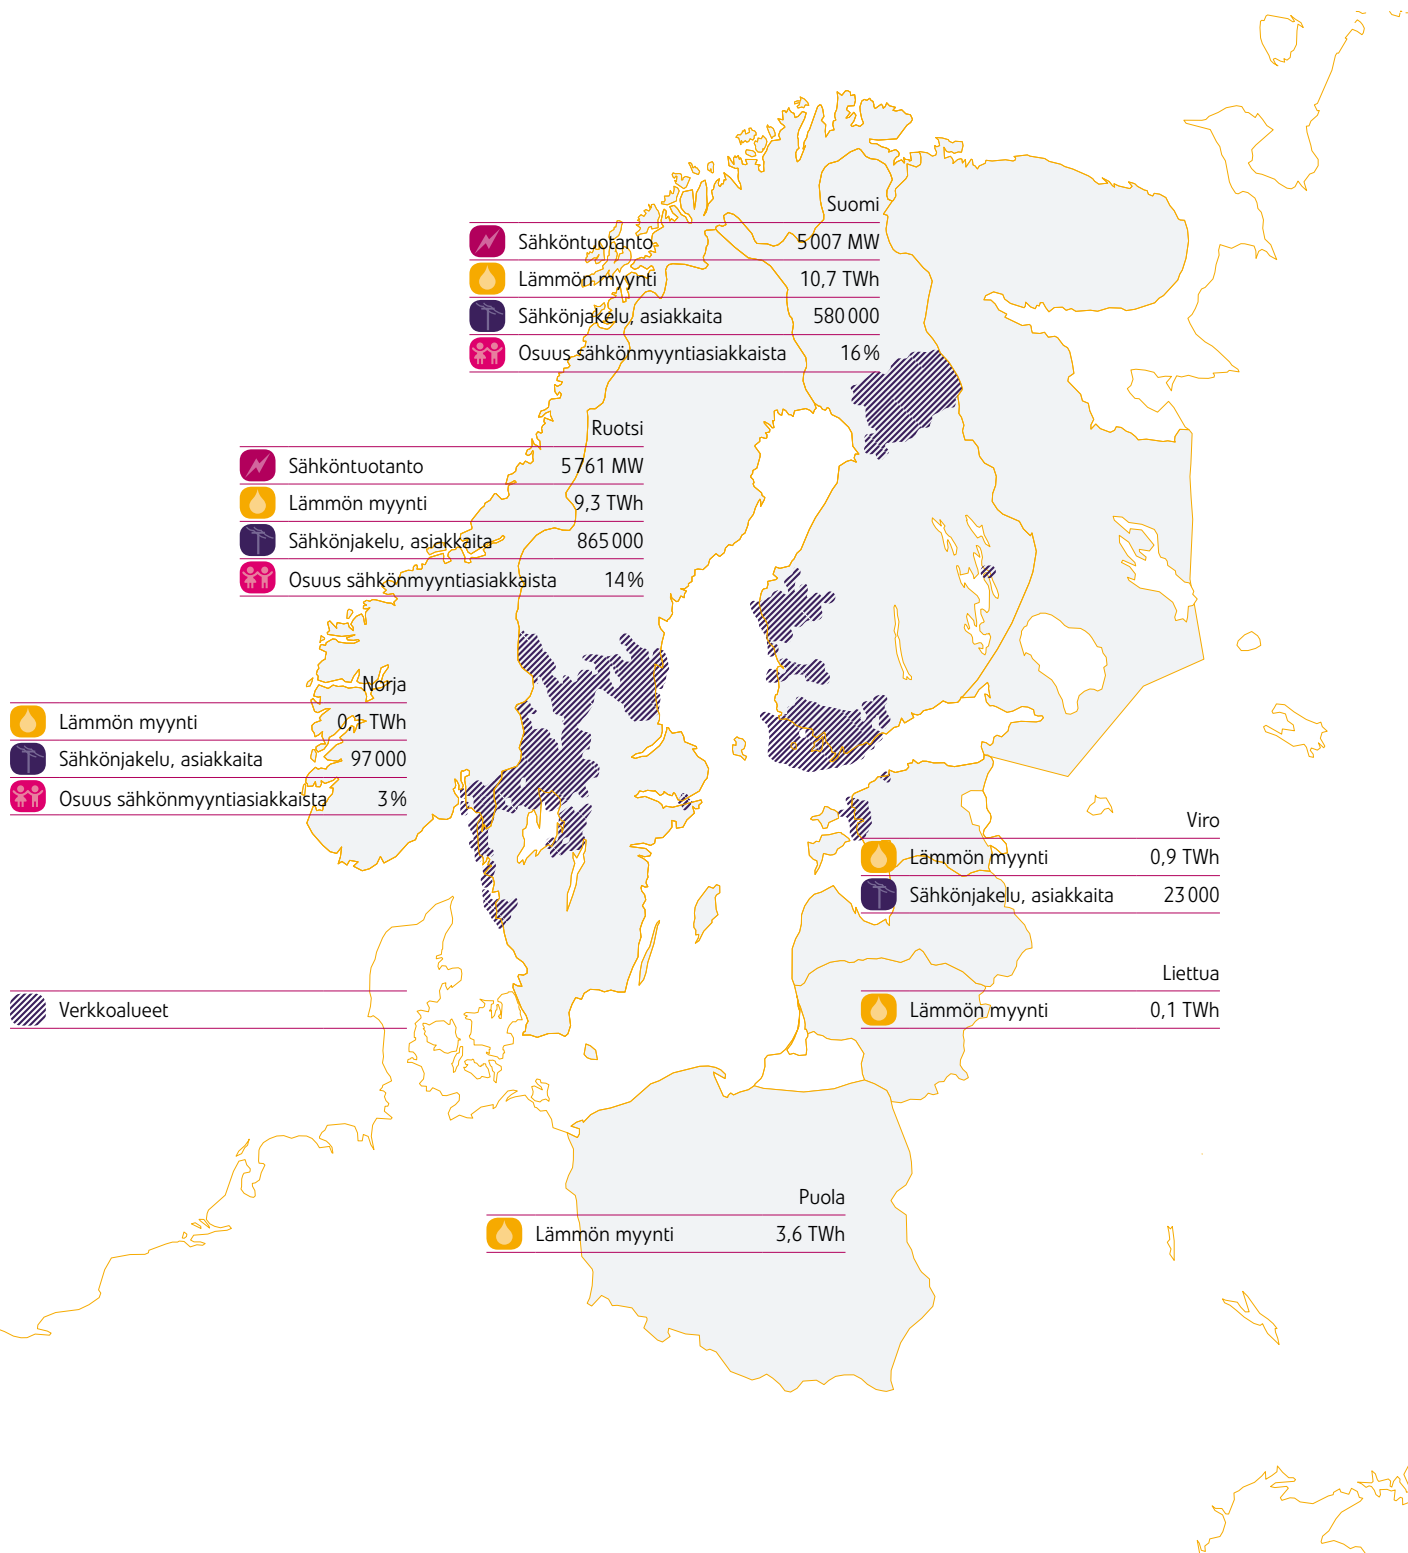 Suomi
Sähköntuotanto 5 007 MW
Lämmön myynti 10,7 TWh
Sähkönjakelu, asiakkaita 580 000
Osuus sähkönmyyntiasiakkaista 16 %
Ruotsi
Sähköntuotanto 5 761 MW
Lämmön myynti 9,3 TWh
Sähkönjakelu, asiakkaita 865 000
Osuus sähkönmyyntiasiakkaista 14 %
Norja
Lämmön myynti 0,1 TWh
Sähkönjakelu, asiakkaita 97 000
Osuus sähkönmyyntiasiakkaista 3 %
Viro
Lämmön myynti 0,9 TWh
Sähkönjakelu, asiakkaita 23 000
Liettua
Lämmön myynti 0,1 TWh
Verkkoalueet
Puola
Lämmön myynti 3,6 TWh